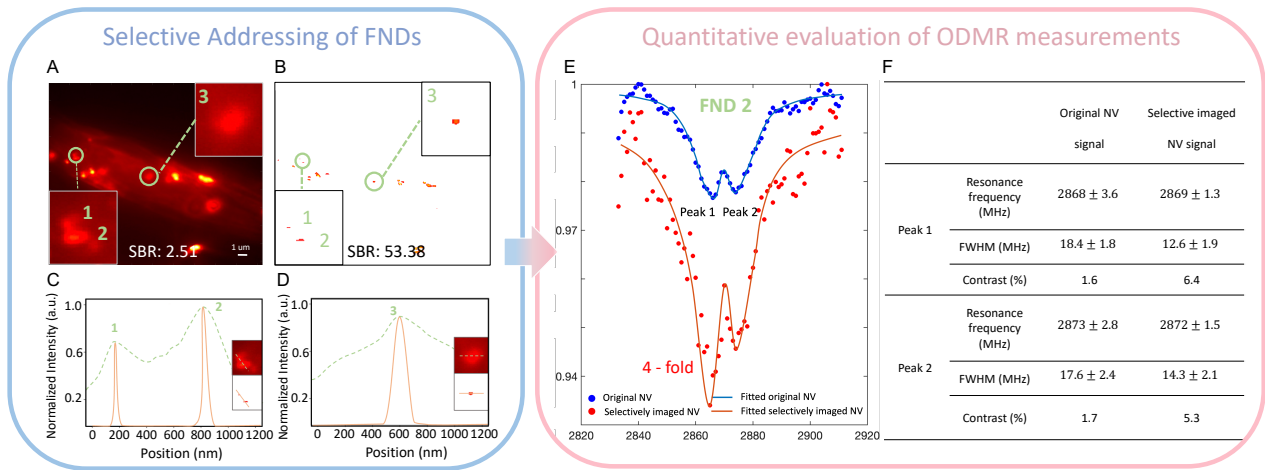 Selective Addressing of FNDs
A
3
1
2
SBR: 2.51
1 um
B
3
1
2
SBR: 53.38
C
Normalized Intensity (a.u.)
1.0
0.6
0.2
1
2
0 200 400 600 800 1000 1200
Position (nm)
D
Normalized Intensity (a.u.)
1.0
0.6
0.2
3
0 200 400 600 800 1000 1200
Position (nm)
Quantitative evaluation of ODMR measurements
E
1
0.97
0.94
FND 2
Peak 1
Peak 2
4 - fold
Original NV
Fitted original NV
Selectively imaged NV
Fitted selectively imaged NV
2820 2840 2860 2880 2900 2920
F
Original NV signal
Selective imaged NV signal
Peak 1
Resonance frequency (MHz)
2868 ± 3.6
2869 ± 1.3
FWHM (MHz)
18.4 ± 1.8
12.6 ± 1.9
Contrast (%)
1.6
6.4
Peak 2
Resonance frequency (MHz)
2873 ± 2.8
2872 ± 1.5
FWHM (MHz)
17.6 ± 2.4
14.3 ± 2.1
Contrast (%)
1.7
5.3